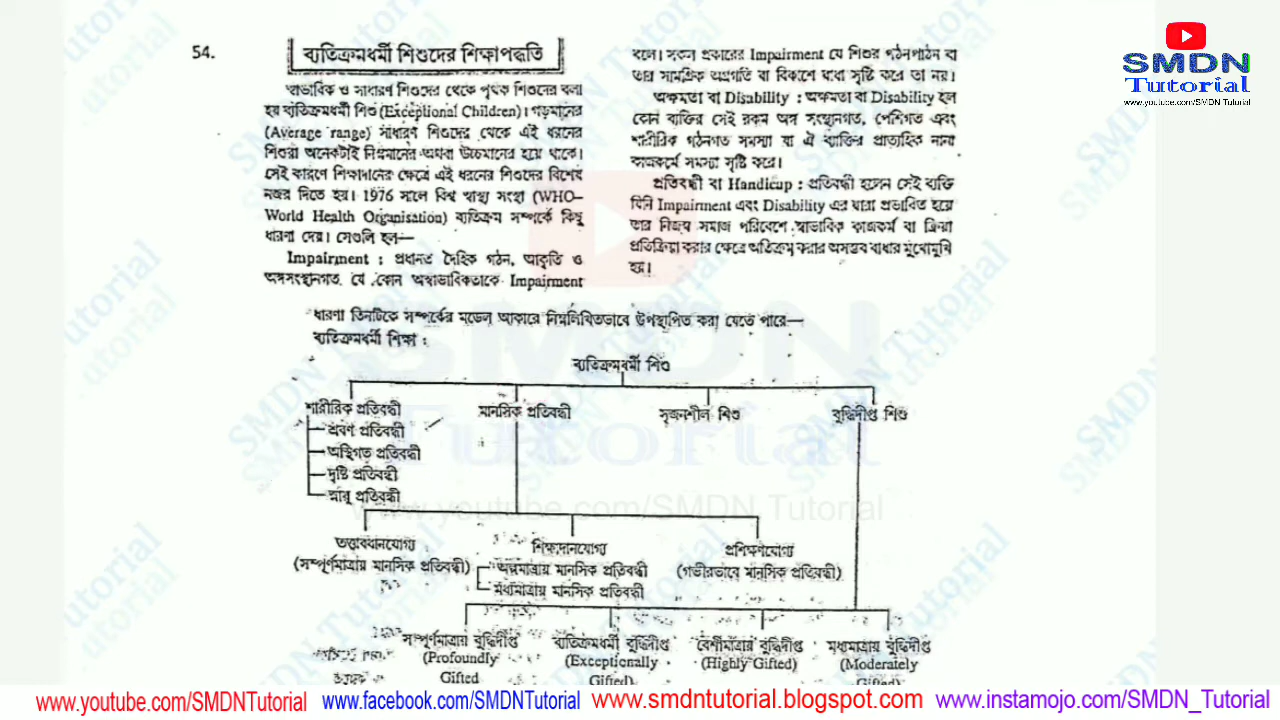 54.
ব্যতিক্রমধর্মী শিশুদের শিক্ষাপদ্ধতি
স্বাভাবিক ও সাধারণ শিশুদের থেকে পৃথক শিশুদের বলা
হয় ব্যতিক্রমধর্মী শিশু (Exceptional Children)। গড়মানের
(Average range) সাধারণ শিশুদের থেকে এই ধরনের
শিশুরা অনেকটাই নিম্নমানের অথবা উচ্চমানের হয়ে থাকে।
সেই কারণে শিক্ষাদানের ক্ষেত্রে এই ধরনের শিশুদের বিশেষ
নজর দিতে হয়। 1976 সালে বিশ্ব স্বাস্থ্য সংস্থা (WHO–
World Health Organisation) ব্যতিক্রম সম্পর্কে কিছু
ধারণা দেয়। সেগুলি হল—
Impairment : প্রধানত দৈহিক গঠন, আকৃতি ও
অঙ্গসংস্থানগত যে কোন অস্বাভাবিকতাকে Impairment
বলে। সকল প্রকারের Impairment যে শিশুর গঠনপাঠন বা
তার সামগ্রিক অগ্রগতি বা বিকাশে বাধা সৃষ্টি করে তা নয়।
অক্ষমতা বা Disability : অক্ষমতা বা Disability হল
কোন ব্যক্তির সেই রকম অঙ্গ সংস্থানগত, পেশিগত এবং
শারীরিক গঠনগত সমস্যা যা ঐ ব্যক্তির প্রাত্যহিক নানা
কাজকর্মে সমস্যা সৃষ্টি করে।
প্রতিবন্ধী বা Handicup : প্রতিবন্ধী হলেন সেই ব্যক্তি
যিনি Impairment এবং Disability এর দ্বারা প্রভাবিত হয়ে
তার নিজস্ব সমাজ পরিবেশে স্বাভাবিক কাজকর্ম বা ক্রিয়া
প্রতিক্রিয়া করার ক্ষেত্রে অতিক্রম করার অসম্ভব বাধার মুখোমুখি
হয়।
ধারণা তিনটিকে সম্পর্কের মডেল আকারে নিম্নলিখিতভাবে উপস্থাপিত করা যেতে পারে—
ব্যতিক্রমধর্মী শিক্ষা :
ব্যতিক্রমধর্মী শিশু
শারীরিক প্রতিবন্ধী
মানসিক প্রতিবন্ধী
সৃজনশীল শিশু
বুদ্ধিদীপ্ত শিশু
শ্রবণ প্রতিবন্ধী
অস্থিগত প্রতিবন্ধী
দৃষ্টি প্রতিবন্ধী
প্রতিবন্ধী
তত্ত্বাবধানযোগ্য
শিক্ষাদানযোগ্য
প্রশিক্ষণযোগ্য
(সম্পূর্ণমাত্রায় মানসিক প্রতিবন্ধী)
অল্পমাত্রায় মানসিক প্রতিবন্ধী
(গভীরভাবে মানসিক প্রতিবন্ধী)
মধ্যমাত্রায় মানসিক প্রতিবন্ধী
সম্পূর্ণমাত্রায় বুদ্ধিদীপ্ত
ব্যতিক্রমধর্মী বুদ্ধিদীপ্ত
বেশীমাত্রায় বুদ্ধিদীপ্ত
মধ্যমাত্রায় বুদ্ধিদীপ্ত
(Profoundly
(Exceptionally
(Highly Gifted)
(Moderately
Gifted
Gifted)
Gifted)
SMDN
Tutorial
www.youtube.com/SMDN Tutorial
SMDN
Tutorial
www.youtube.com/SMDN Tutorial
www.youtube.com/SMDNTutorial
www.facebook.com/SMDNTutorial
www.smdntutorial.blogspot.com
www.instamojo.com/SMDN_Tutorial